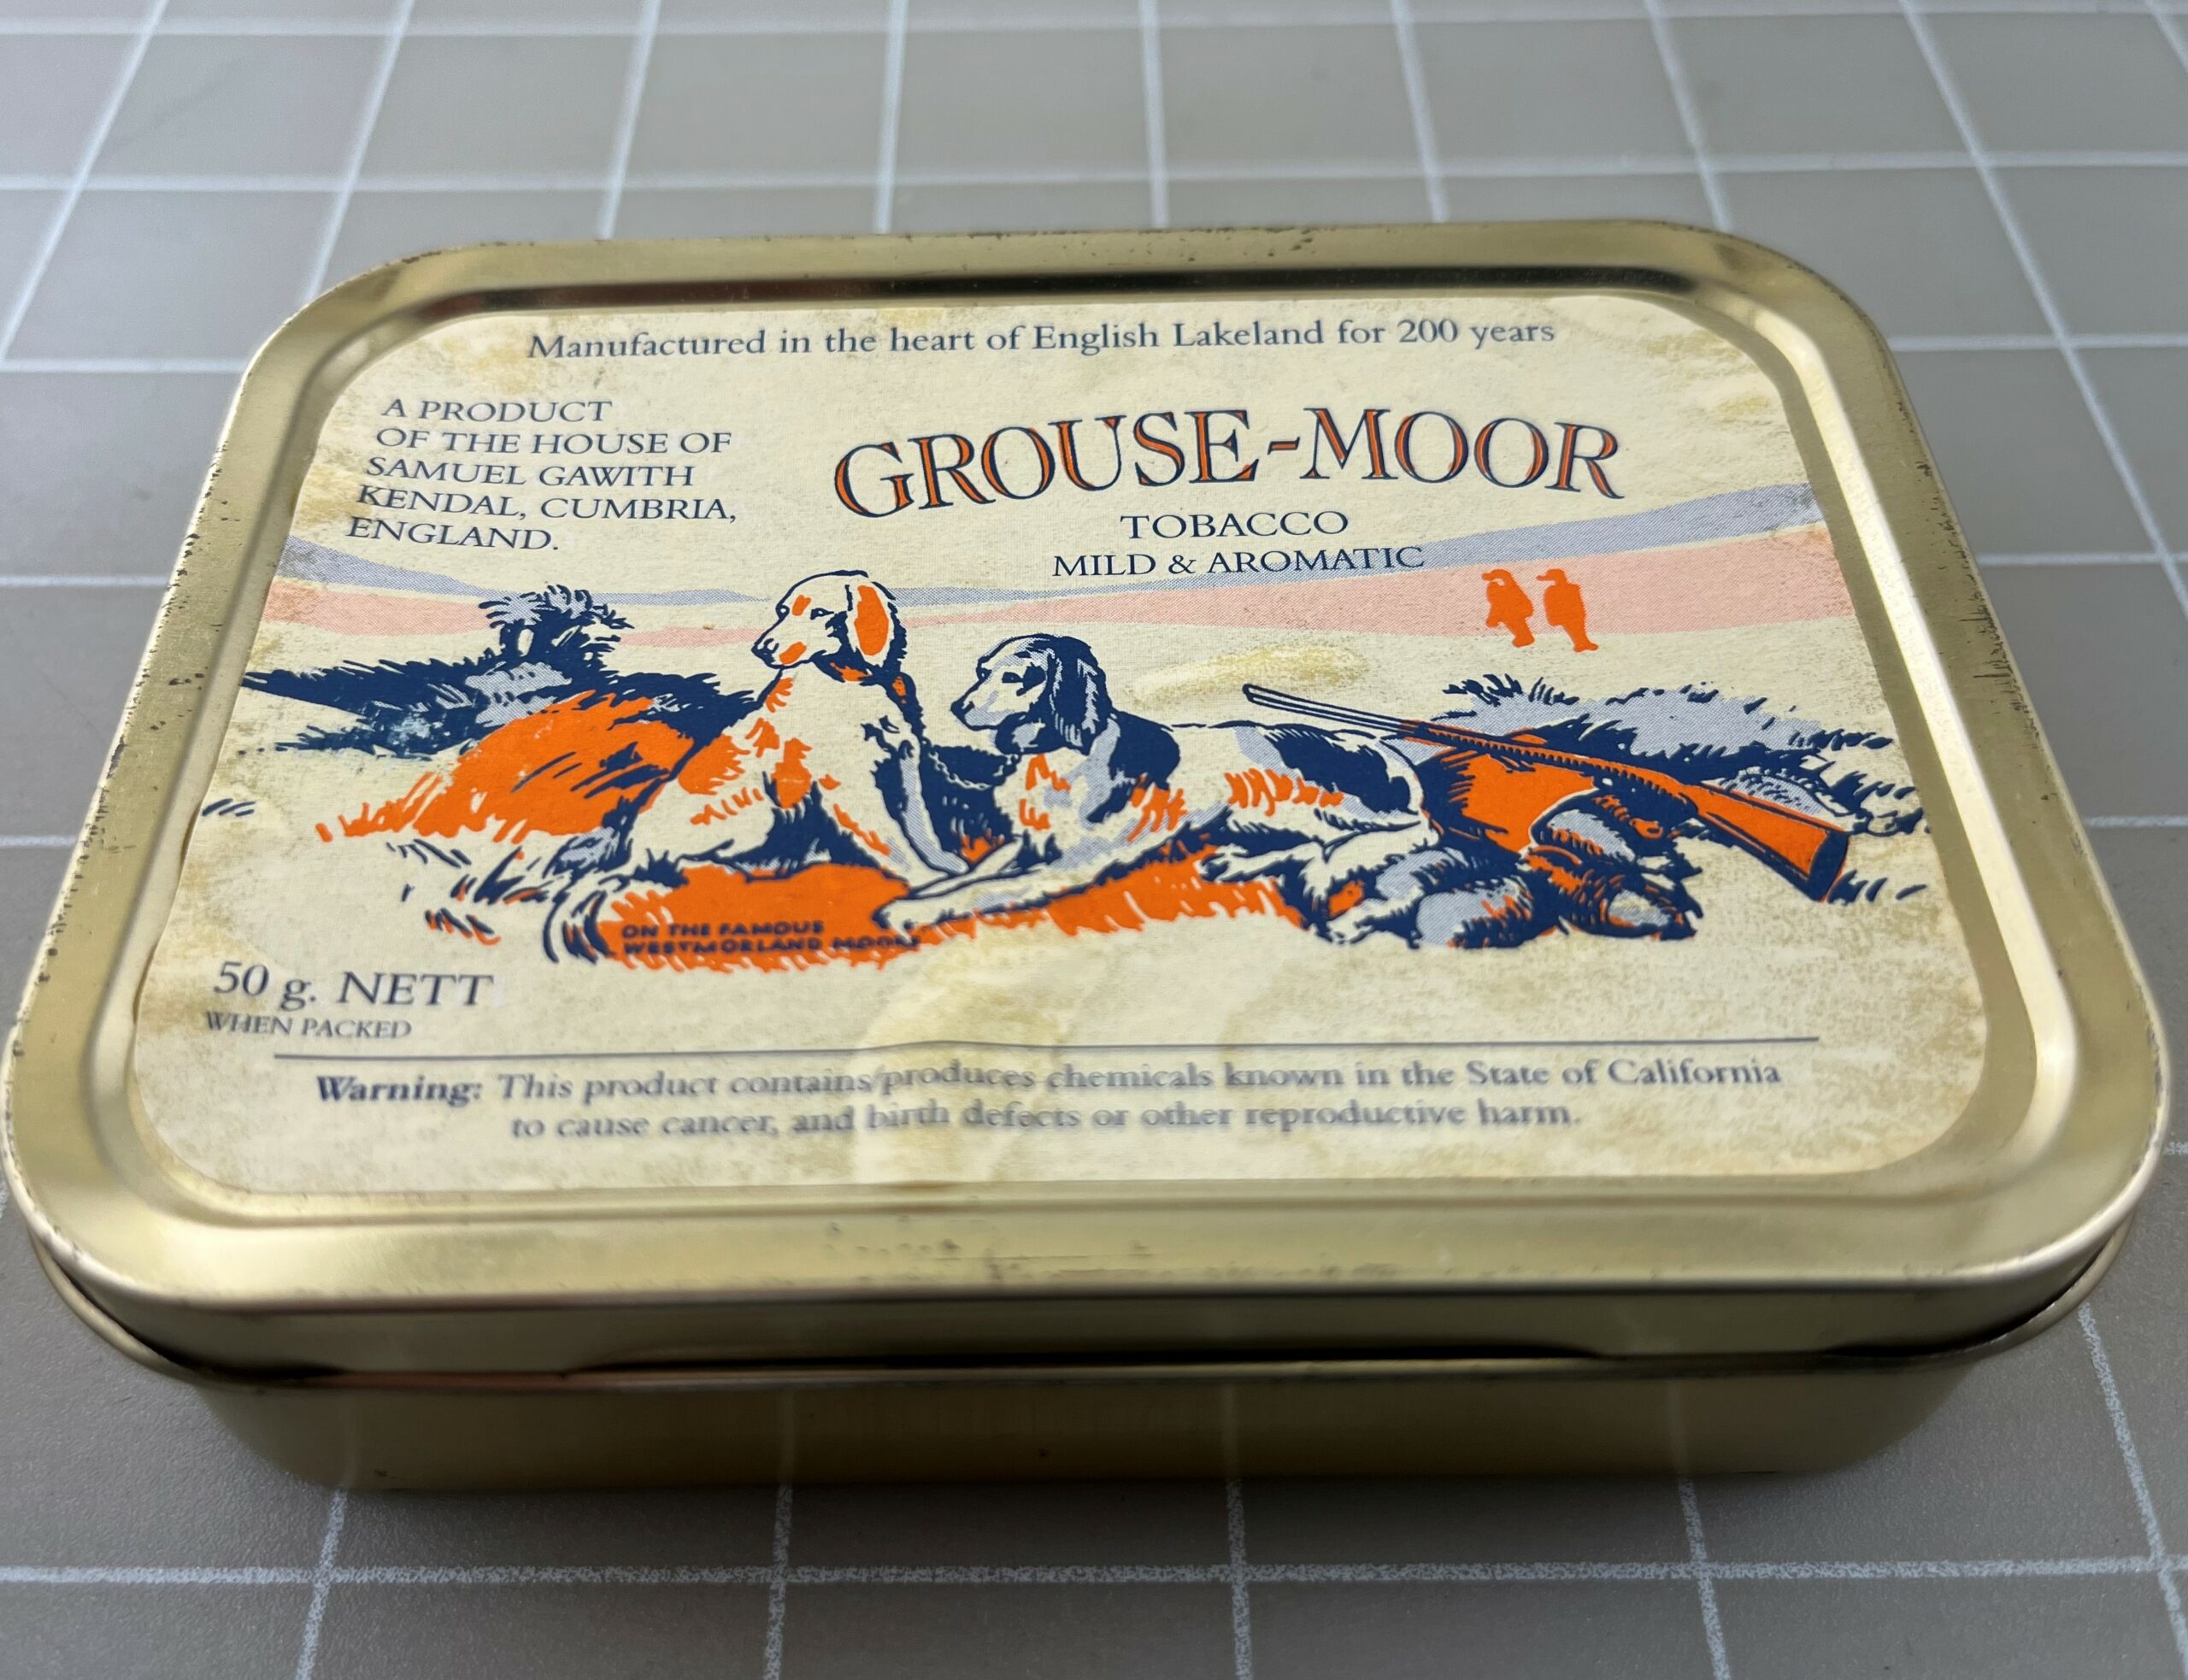 Manufactured in the heart of English Lakeland for 200 years
A PRODUCT
OF THE HOUSE OF
SAMUEL GAWITH
KENDAL, CUMBRIA,
ENGLAND.
GROUSE-MOOR
TOBACCO
MILD & AROMATIC
ON THE FAMOUS
WESTMORLAND MOORS
50 g. NETT
WHEN PACKED
Warning: This product contains/produces chemicals known in the State of California
to cause cancer, and birth defects or other reproductive harm.